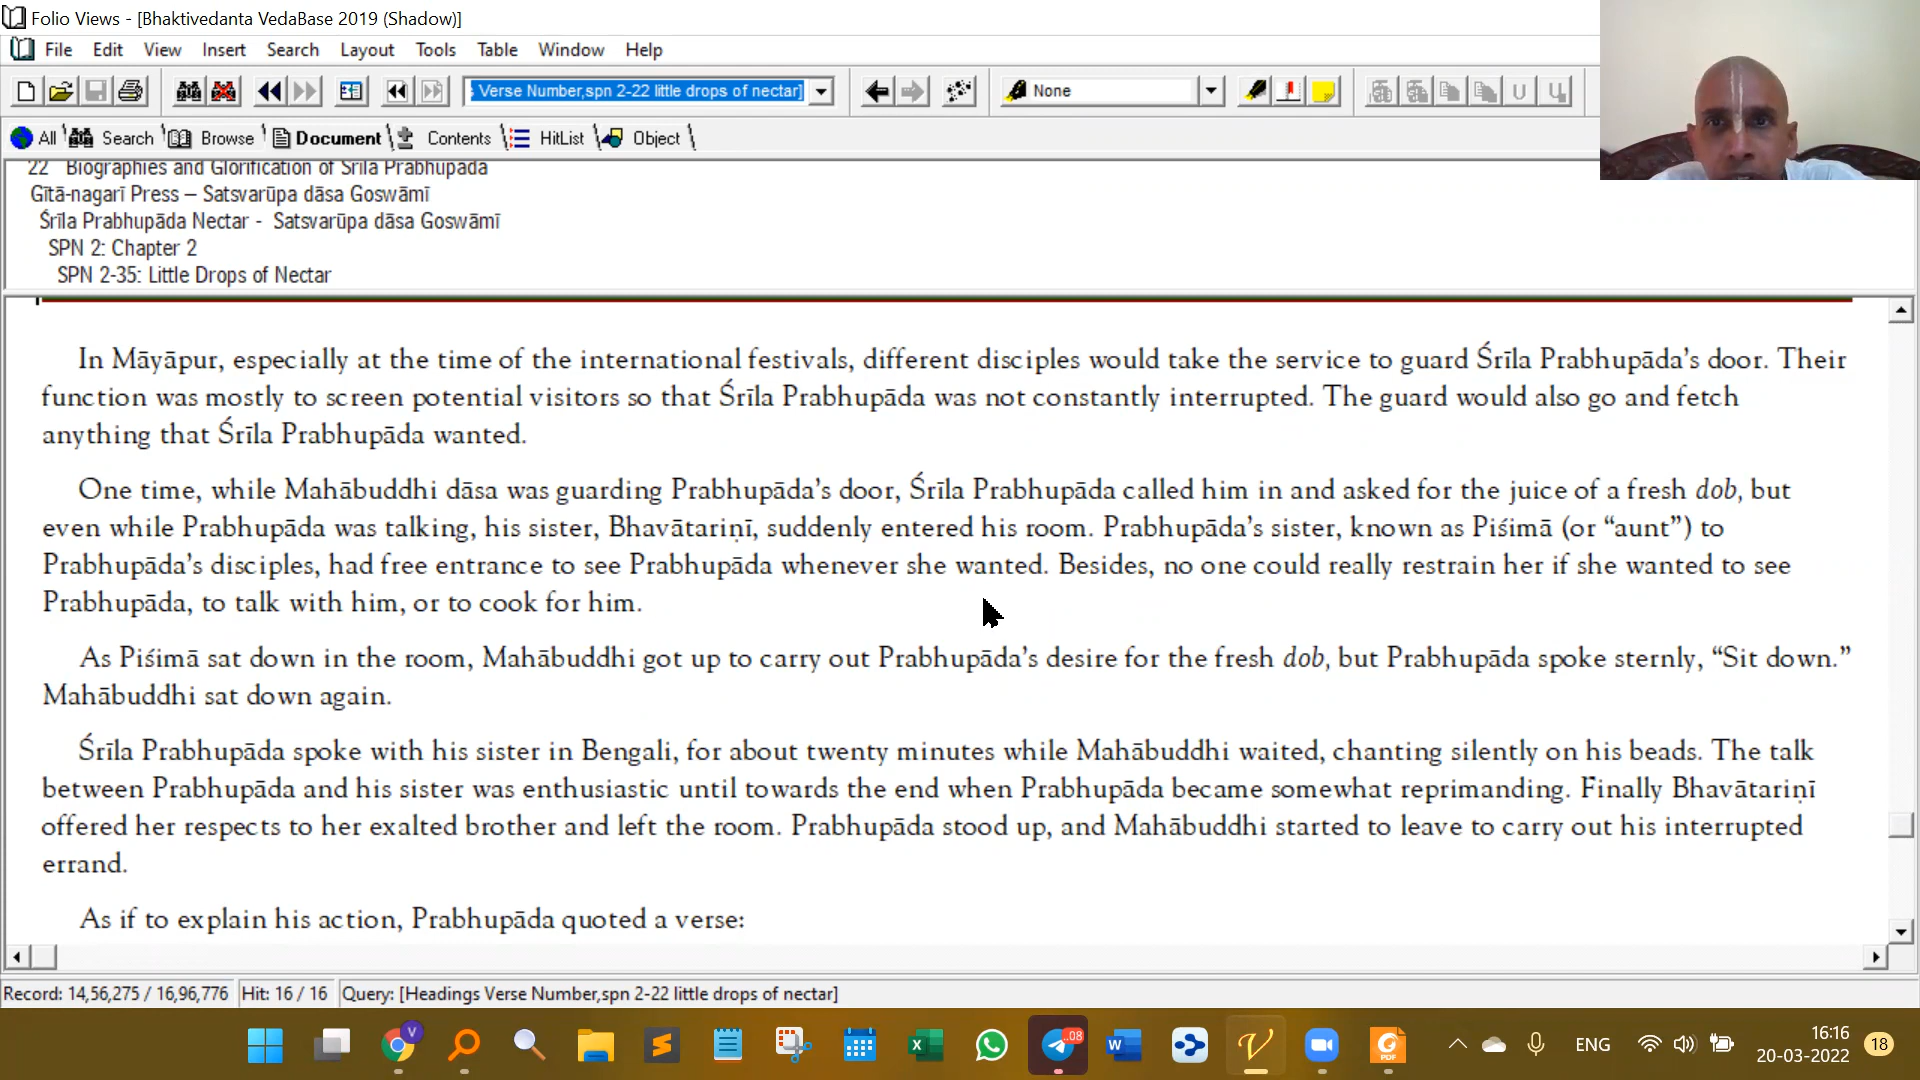 Folio Views - [Bhaktivedanta VedaBase 2019 (Shadow)]
File Edit View Insert Search Layout Tools Table Window Help
Verse Number,spn 2-22 little drops of nectar] None
All Search Browse Document Contents HitList Object
22 Biographies and Glorification of Śrīla Prabhupāda
Gītā-nagarī Press – Satsvarūpa dāsa Goswāmī
Śrīla Prabhupāda Nectar - Satsvarūpa dāsa Goswāmī
SPN 2: Chapter 2
SPN 2-35: Little Drops of Nectar
In Māyāpur, especially at the time of the international festivals, different disciples would take the service to guard Śrīla Prabhupāda’s door. Their
function was mostly to screen potential visitors so that Śrīla Prabhupāda was not constantly interrupted. The guard would also go and fetch
anything that Śrīla Prabhupāda wanted.
One time, while Mahābuddhi dāsa was guarding Prabhupāda’s door, Śrīla Prabhupāda called him in and asked for the juice of a fresh dob, but
even while Prabhupāda was talking, his sister, Bhavātariṇī, suddenly entered his room. Prabhupāda’s sister, known as Piśimā (or “aunt”) to
Prabhupāda’s disciples, had free entrance to see Prabhupāda whenever she wanted. Besides, no one could really restrain her if she wanted to see
Prabhupāda, to talk with him, or to cook for him.
As Piśimā sat down in the room, Mahābuddhi got up to carry out Prabhupāda’s desire for the fresh dob, but Prabhupāda spoke sternly, “Sit down.”
Mahābuddhi sat down again.
Śrīla Prabhupāda spoke with his sister in Bengali, for about twenty minutes while Mahābuddhi waited, chanting silently on his beads. The talk
between Prabhupāda and his sister was enthusiastic until towards the end when Prabhupāda became somewhat reprimanding. Finally Bhavātariṇī
offered her respects to her exalted brother and left the room. Prabhupāda stood up, and Mahābuddhi started to leave to carry out his interrupted
errand.
As if to explain his action, Prabhupāda quoted a verse:
Record: 14,56,275 / 16,96,776 Hit: 16 / 16 Query: [Headings Verse Number,spn 2-22 little drops of nectar]
ENG 16:16 18
20-03-2022